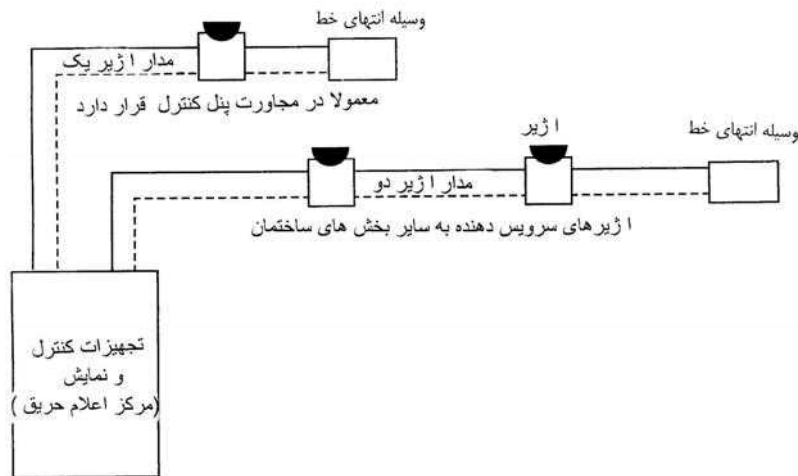 وسیله انتهای خط
مدار اژیر یک
معمولا در مجاورت پنل کنترل قرار دارد
اژیر
وسیله انتهای خط
مدار اژیر دو
اژیرهای سرویس دهنده به سایر بخش های ساختمان
تجهیزات کنترل
و نمایش
(مرکز اعلام حریق )